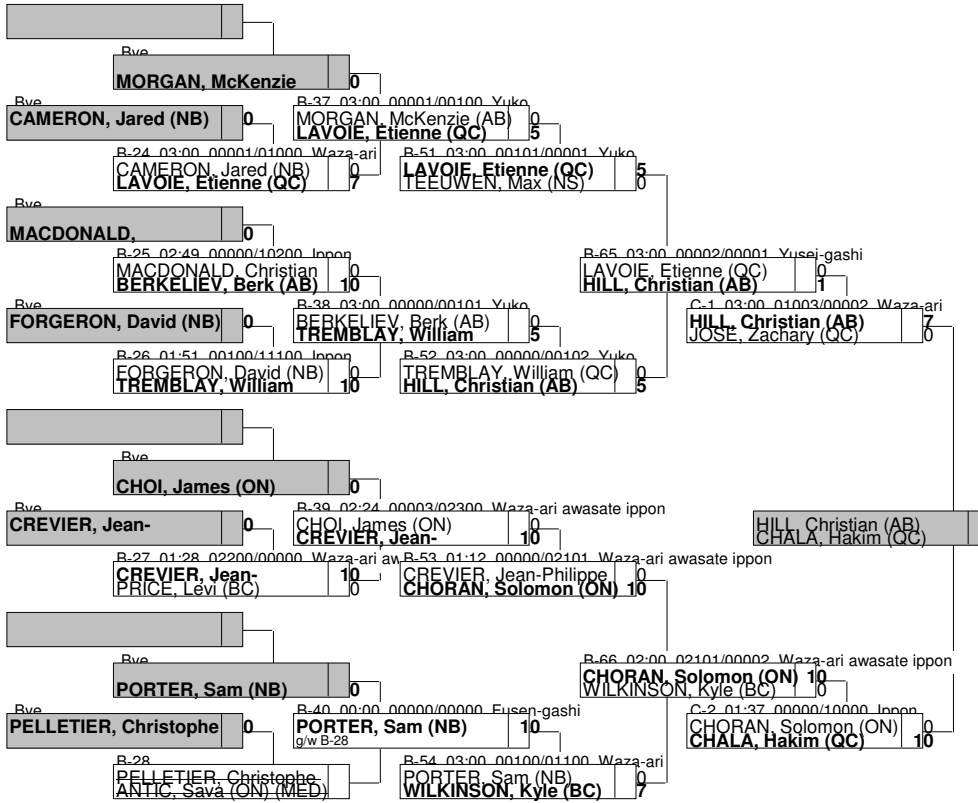 Bye
MORGAN, McKenzie 0
Bye
CAMERON, Jared (NB) 0
B-37 03:00 00001/00100 Yuko
MORGAN, McKenzie (AB) 0
LAVOIE, Etienne (QC) 5
B-24 03:00 00001/01000 Waza-ari
CAMERON, Jared (NB) 0
LAVOIE, Etienne (QC) 7
B-51 03:00 00101/00001 Yuko
LAVOIE, Etienne (QC) 5
TEEUWEN, Max (NS) 0
Bye
MACDONALD, 0
B-25 02:49 00000/10200 Ippon
MACDONALD, Christian 0
BERKELIEV, Berk (AB) 10
B-65 03:00 00002/00001 Yusei-gashi
LAVOIE, Etienne (QC) 0
HILL, Christian (AB) 1
Bye
FORGERON, David (NB) 0
B-38 03:00 00000/00101 Yuko
BERKELIEV, Berk (AB) 0
TREMBLAY, William 5
C-1 03:00 01003/00002 Waza-ari
HILL, Christian (AB) 7
JOSE, Zachary (QC) 0
B-26 01:51 00100/11100 Ippon
FORGERON, David (NB) 0
TREMBLAY, William 10
B-52 03:00 00000/00102 Yuko
TREMBLAY, William (QC) 0
HILL, Christian (AB) 5
Bye
CHOI, James (ON) 0
Bye
CREVIER, Jean- 0
B-39 02:24 00003/02300 Waza-ari awasate ippon
CHOI, James (ON) 0
CREVIER, Jean- 10
HILL, Christian (AB)
CHALA, Hakim (QC)
B-27 01:28 02200/00000 Waza-ari aw
CREVIER, Jean- 10
PRICE, Levi (BC) 0
B-53 01:12 00000/02101 Waza-ari awasate ippon
CREVIER, Jean-Philippe 0
CHORAN, Solomon (ON) 10
Bye
PORTER, Sam (NB) 0
B-66 02:00 02101/00002 Waza-ari awasate ippon
CHORAN, Solomon (ON) 10
WILKINSON, Kyle (BC) 0
Bye
PELLETIER, Christophe 0
B-40 00:00 00000/00000 Fusen-gashi
PORTER, Sam (NB) 10
g/w B-28
C-2 01:37 00000/10000 Ippon
CHORAN, Solomon (ON) 0
CHALA, Hakim (QC) 10
B-28
PELLETIER, Christophe
ANTIC, Sava (ON) (MED)
B-54 03:00 00100/01100 Waza-ari
PORTER, Sam (NB) 0
WILKINSON, Kyle (BC) 7